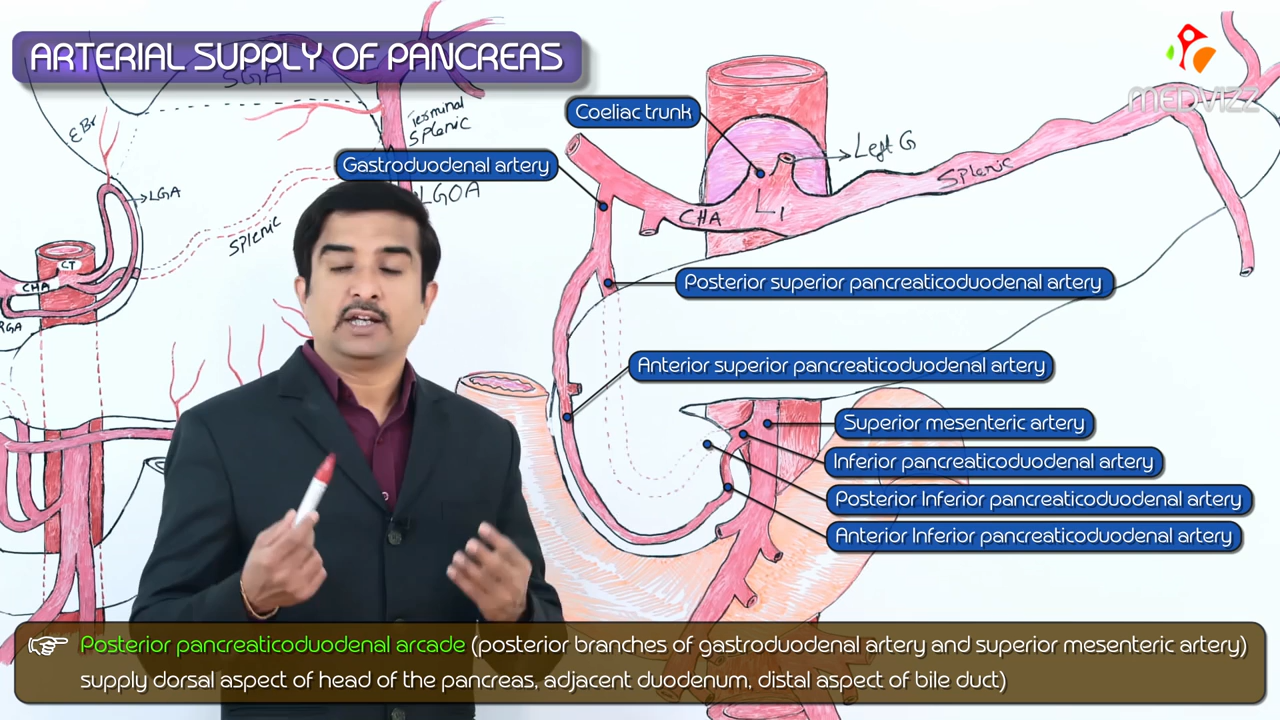 ARTERIAL SUPPLY OF PANCREAS
MEDVIZZ
SGA
EBr
Terminal
Splenic
LGA
LGOA
Splenic
CT
CHA
RGA
Coeliac trunk
Gastroduodenal artery
Left G
Splenic
CHA
L1
Posterior superior pancreaticoduodenal artery
Anterior superior pancreaticoduodenal artery
Superior mesenteric artery
Inferior pancreaticoduodenal artery
Posterior Inferior pancreaticoduodenal artery
Anterior Inferior pancreaticoduodenal artery
Posterior pancreaticoduodenal arcade (posterior branches of gastroduodenal artery and superior mesenteric artery)
supply dorsal aspect of head of the pancreas, adjacent duodenum, distal aspect of bile duct)